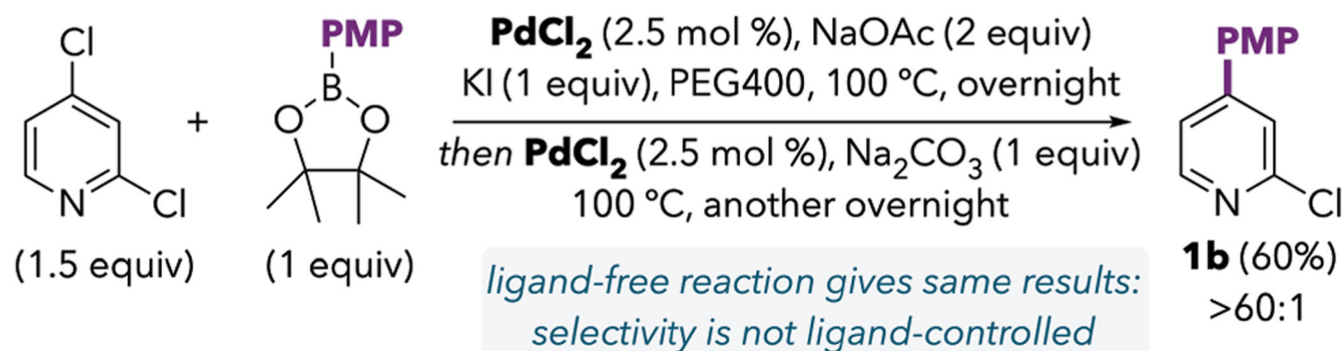 Cl
N
Cl
(1.5 equiv)
+
PMP
B
O
O
(1 equiv)
PdCl₂ (2.5 mol %), NaOAc (2 equiv)
KI (1 equiv), PEG400, 100 ºC, overnight
then PdCl₂ (2.5 mol %), Na₂CO₃ (1 equiv)
100 ºC, another overnight
ligand-free reaction gives same results:
selectivity is not ligand-controlled
PMP
N
Cl
1b (60%)
>60:1